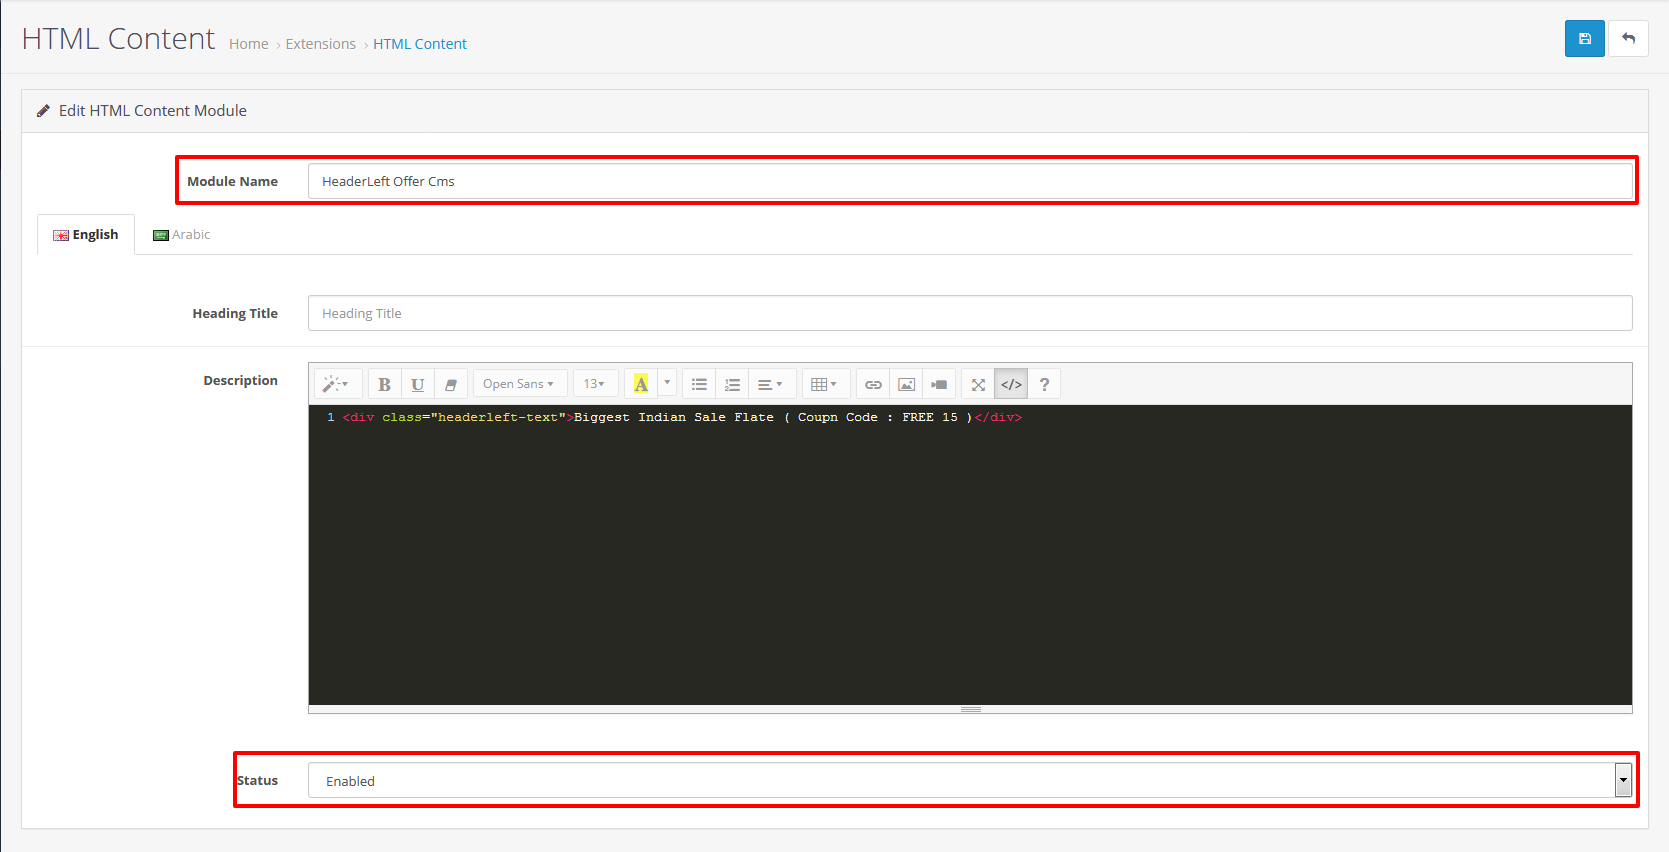 HTML Content Home › Extensions › HTML Content
Edit HTML Content Module
Module Name HeaderLeft Offer Cms
English Arabic
Heading Title Heading Title
Description
B U Open Sans 13 A </> ?
1 <div class="headerleft-text">Biggest Indian Sale Flate ( Coupn Code : FREE 15 )</div>
Status Enabled